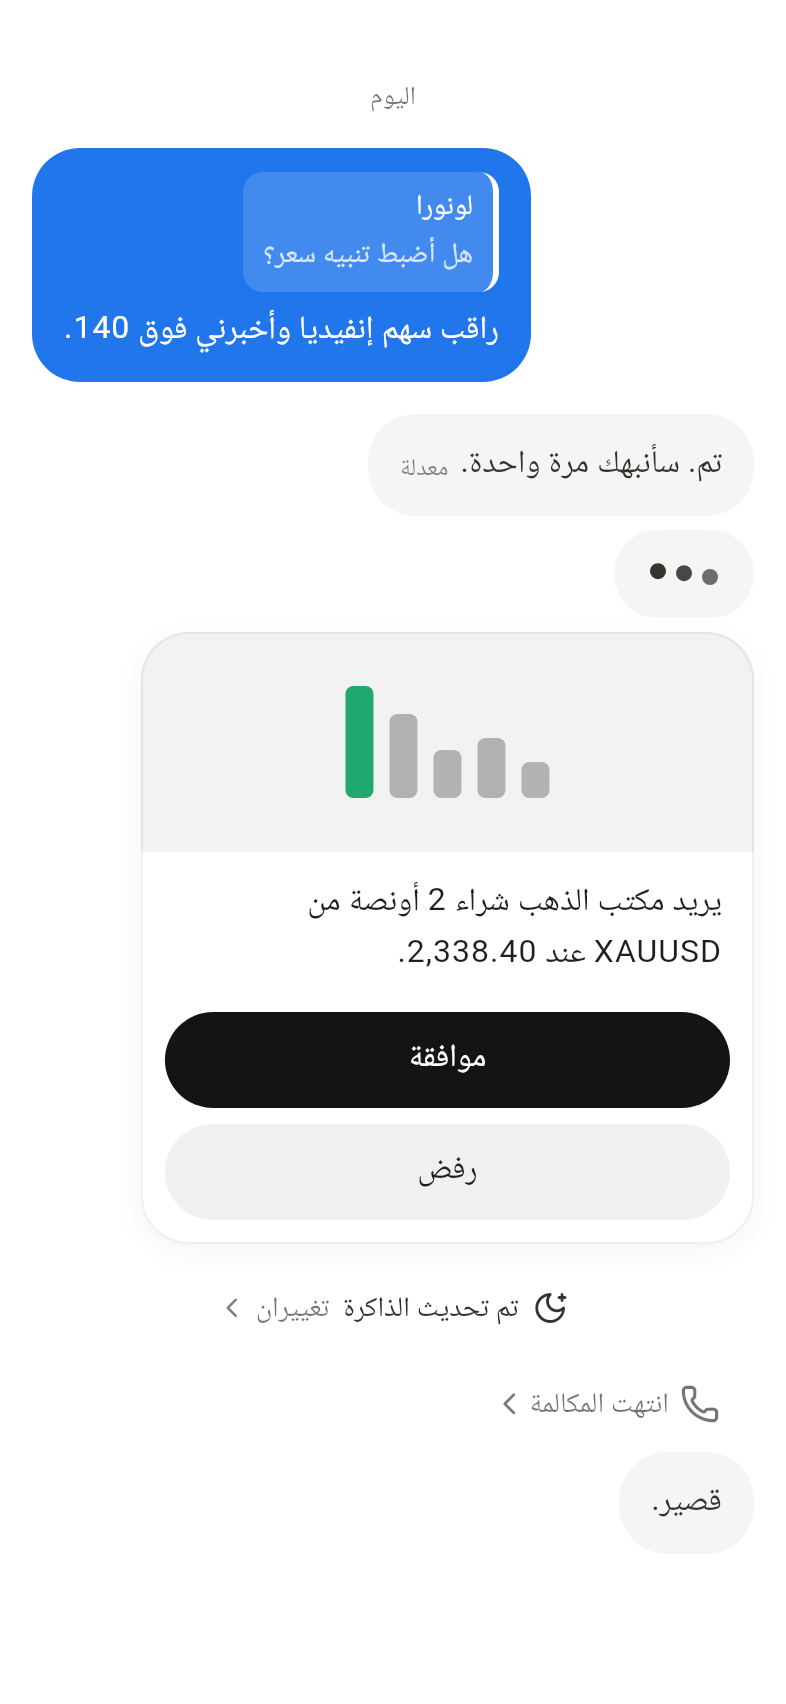 اليوم
لونورا
هل أضبط تنبيه سعر؟
راقب سهم إنفيديا وأخبرني فوق 140.
تم. سأنبهك مرة واحدة. معدلة
يريد مكتب الذهب شراء 2 أونصة من
XAUUSD عند 2,338.40.
موافقة
رفض
تم تحديث الذاكرة تغييران
انتهت المكالمة
قصير.